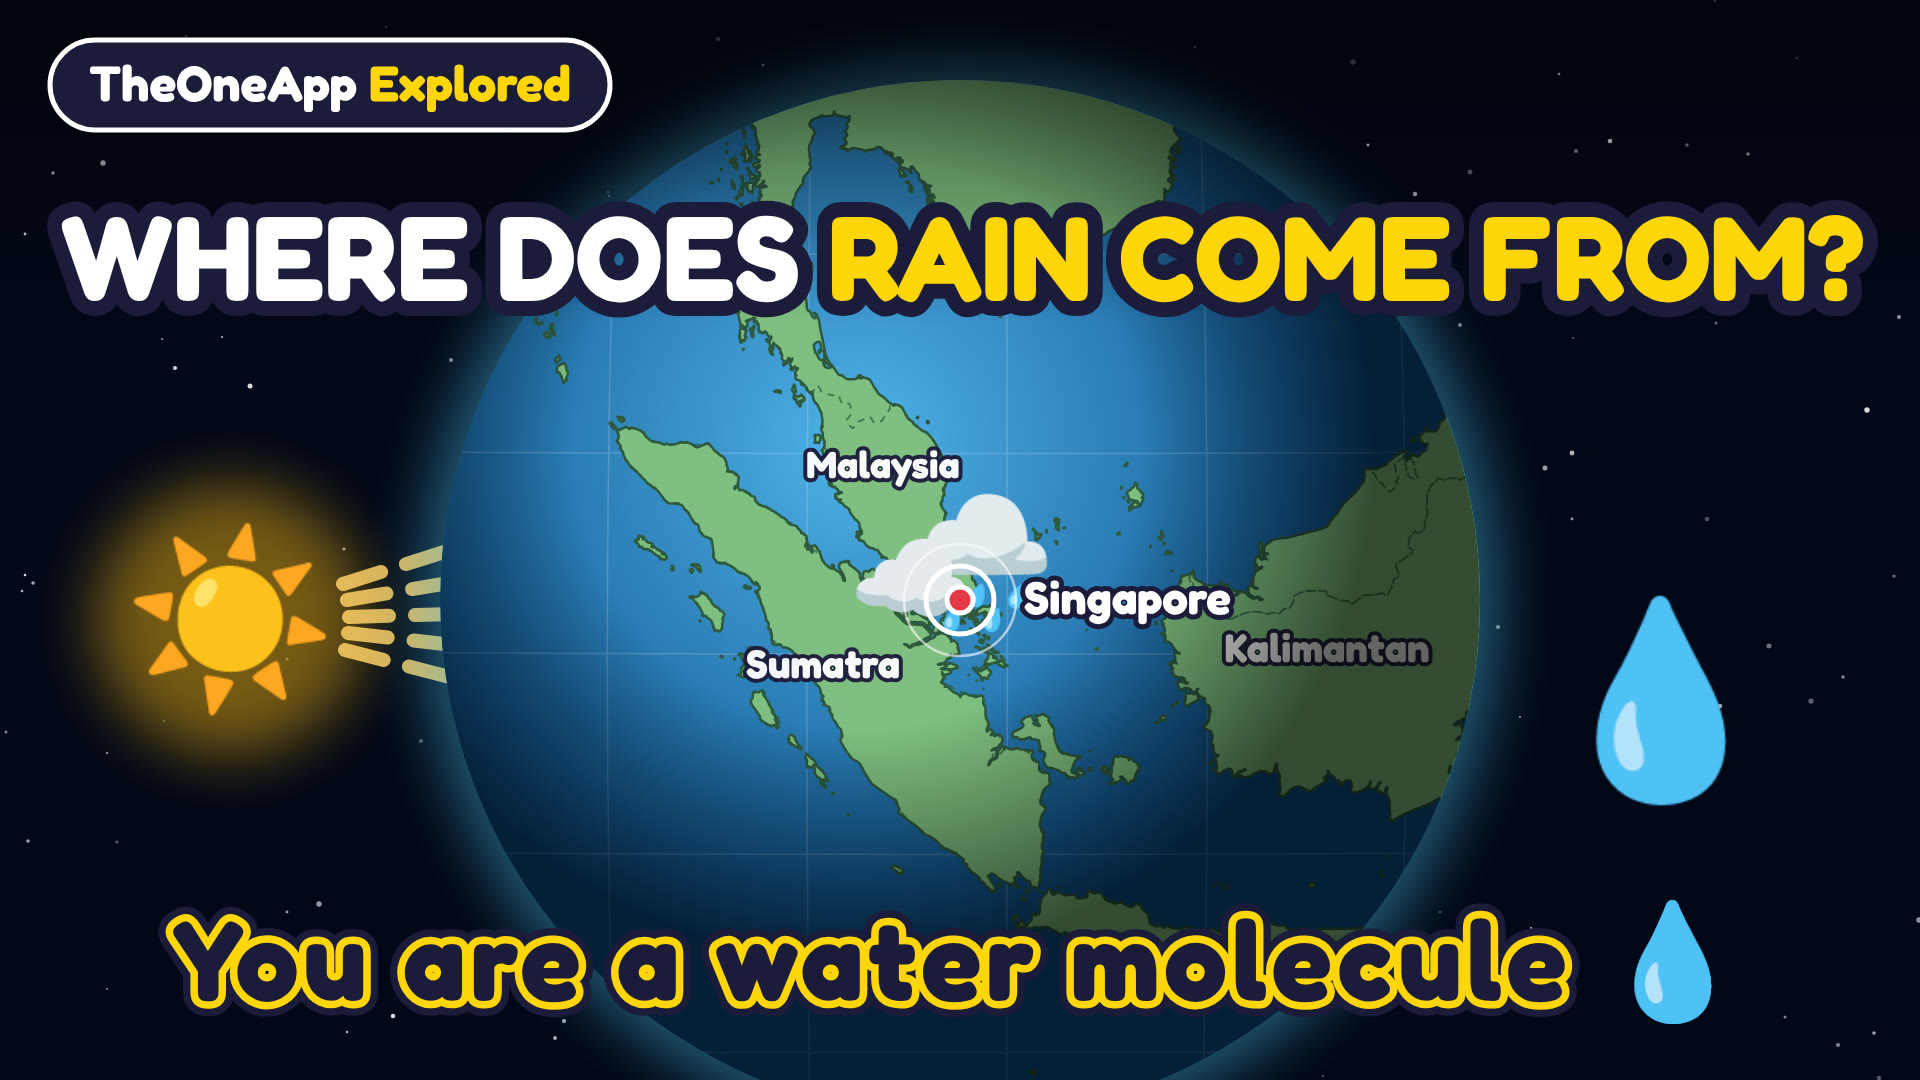 TheOneApp Explored
WHERE DOES RAIN COME FROM?
Malaysia
Singapore
Kalimantan
Sumatra
You are a water molecule